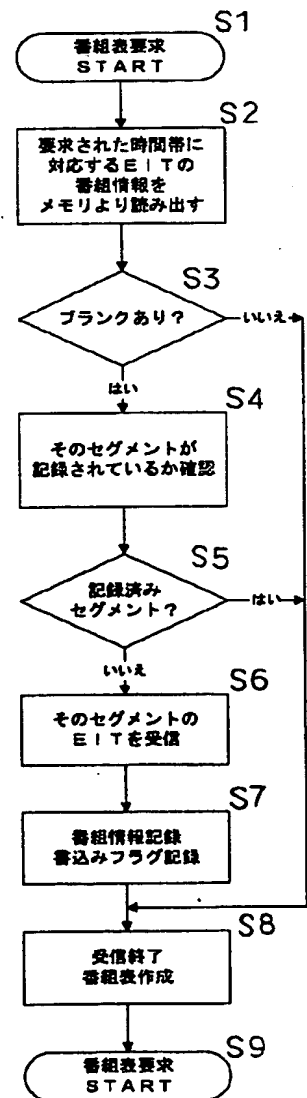 S1
番組表要求
START
S2
要求された時間帯に
対応するEITの
番組情報を
メモリより読み出す
S3
ブランクあり?
いいえ
はい
S4
そのセグメントが
記録されているか確認
S5
記録済み
セグメント?
はい
いいえ
S6
そのセグメントの
EITを受信
S7
番組情報記録
書込みフラグ記録
S8
受信終了
番組表作成
S9
番組表要求
START